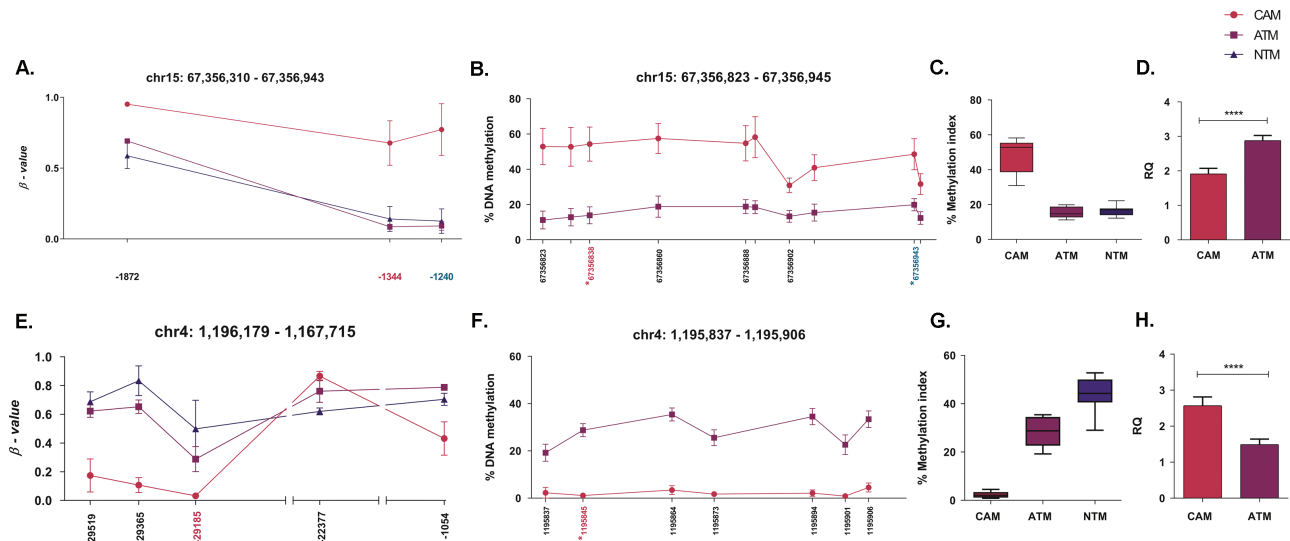 CAM
ATM
NTM
A.
chr15: 67,356,310 - 67,356,943
β - value
1.0
0.5
0.0
-1872
-1344
-1240
B.
chr15: 67,356,823 - 67,356,945
% DNA methylation
80
60
40
20
0
67356823
*67356838
67356860
67356888
67356902
*67356943
C.
% Methylation index
80
60
40
20
0
CAM ATM NTM
D.
RQ
4
3
2
1
0
****
CAM ATM
E.
chr4: 1,196,179 - 1,167,715
β - value
1.0
0.8
0.6
0.4
0.2
0.0
-29519
-29365
-29185
-22377
-1054
F.
chr4: 1,195,837 - 1,195,906
% DNA methylation
60
40
20
0
1195837
*1195845
1195864
1195873
1195894
1195901
1195906
G.
% Methylation index
60
40
20
0
CAM ATM NTM
H.
RQ
4
3
2
1
0
****
CAM ATM